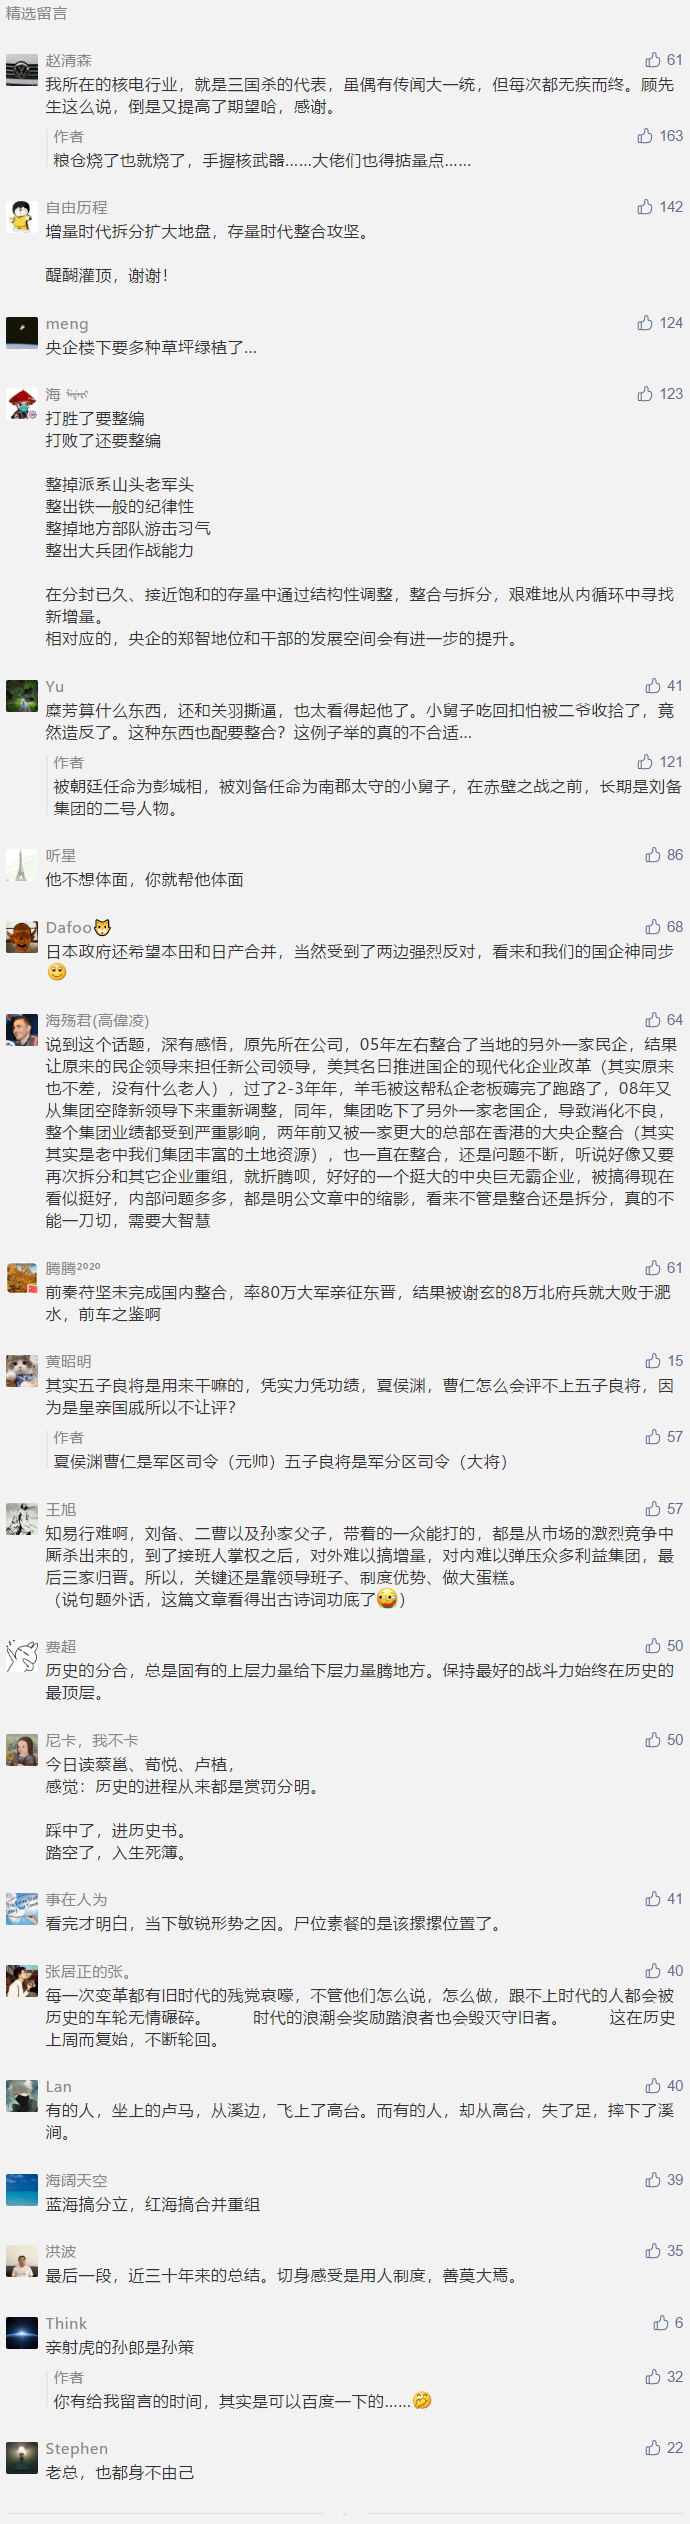 精选留言
赵清森
61
我所在的核电行业，就是三国杀的代表，虽偶有传闻大一统，但每次都无疾而终。顾先
生这么说，倒是又提高了期望哈，感谢。
作者
163
粮仓烧了也就烧了，手握核武器……大佬们也得掂量点……
自由历程
142
增量时代拆分扩大地盘，存量时代整合攻坚。
醍醐灌顶，谢谢！
meng
124
央企楼下要多种草坪绿植了...
海
123
打胜了要整编
打败了还要整编
整掉派系山头老军头
整出铁一般的纪律性
整掉地方部队游击习气
整出大兵团作战能力
在分封已久、接近饱和的存量中通过结构性调整，整合与拆分，艰难地从内循环中寻找
新增量。
相对应的，央企的郑智地位和干部的发展空间会有进一步的提升。
Yu
41
糜芳算什么东西，还和关羽撕逼，也太看得起他了。小舅子吃回扣怕被二爷收拾了，竟
然造反了。这种东西也配要整合？这例子举的真的不合适...
作者
121
被朝廷任命为彭城相，被刘备任命为南郡太守的小舅子，在赤壁之战之前，长期是刘备
集团的二号人物。
听星
86
他不想体面，你就帮他体面
Dafoo🐱
68
日本政府还希望本田和日产合并，当然受到了两边强烈反对，看来和我们的国企神同步
😊
海殇君(高偉凌)
64
说到这个话题，深有感悟，原先所在公司，05年左右整合了当地的另外一家民企，结果
让原来的民企领导来担任新公司领导，美其名曰推进国企的现代化企业改革（其实原来
也不差，没有什么老人），过了2-3年年，羊毛被这帮私企老板薅完了跑路了，08年又
从集团空降新领导下来重新调整，同年，集团吃下了另外一家老国企，导致消化不良，
整个集团业绩都受到严重影响，两年前又被一家更大的总部在香港的大央企整合（其实
其实是老中我们集团丰富的土地资源），也一直在整合，还是问题不断，听说好像又要
再次拆分和其它企业重组，就折腾呗，好好的一个挺大的中央巨无霸企业，被搞得现在
看似挺好，内部问题多多，都是明公文章中的缩影，看来不管是整合还是拆分，真的不
能一刀切，需要大智慧
腾腾²⁰²⁰
61
前秦苻坚未完成国内整合，率80万大军亲征东晋，结果被谢玄的8万北府兵就大败于淝
水，前车之鉴啊
黄昭明
15
其实五子良将是用来干嘛的，凭实力凭功绩，夏侯渊，曹仁怎么会评不上五子良将，因
为是皇亲国戚所以不让评？
作者
57
夏侯渊曹仁是军区司令（元帅）五子良将是军分区司令（大将）
王旭
57
知易行难啊，刘备、二曹以及孙家父子，带着的一众能打的，都是从市场的激烈竞争中
厮杀出来的，到了接班人掌权之后，对外难以搞增量，对内难以弹压众多利益集团，最
后三家归晋。所以，关键还是靠领导班子、制度优势、做大蛋糕。
（说句题外话，这篇文章看得出古诗词功底了）
费超
50
历史的分合，总是固有的上层力量给下层力量腾地方。保持最好的战斗力始终在历史的
最顶层。
尼卡，我不卡
50
今日读蔡邕、荀悦、卢植，
感觉：历史的进程从来都是赏罚分明。
踩中了，进历史书。
踏空了，入生死簿。
事在人为
41
看完才明白，当下敏锐形势之因。尸位素餐的是该摞摞位置了。
张居正的张。
40
每一次变革都有旧时代的残党哀嚎，不管他们怎么说，怎么做，跟不上时代的人都会被
历史的车轮无情碾碎。 时代的浪潮会奖励踏浪者也会毁灭守旧者。 这在历史
上周而复始，不断轮回。
Lan
40
有的人，坐上的卢马，从溪边，飞上了高台。而有的人，却从高台，失了足，摔下了溪
涧。
海阔天空
39
蓝海搞分立，红海搞合并重组
洪波
35
最后一段，近三十年来的总结。切身感受是用人制度，善莫大焉。
Think
6
亲射虎的孙郎是孙策
作者
32
你有给我留言的时间，其实是可以百度一下的……🤭
Stephen
22
老总，也都身不由己